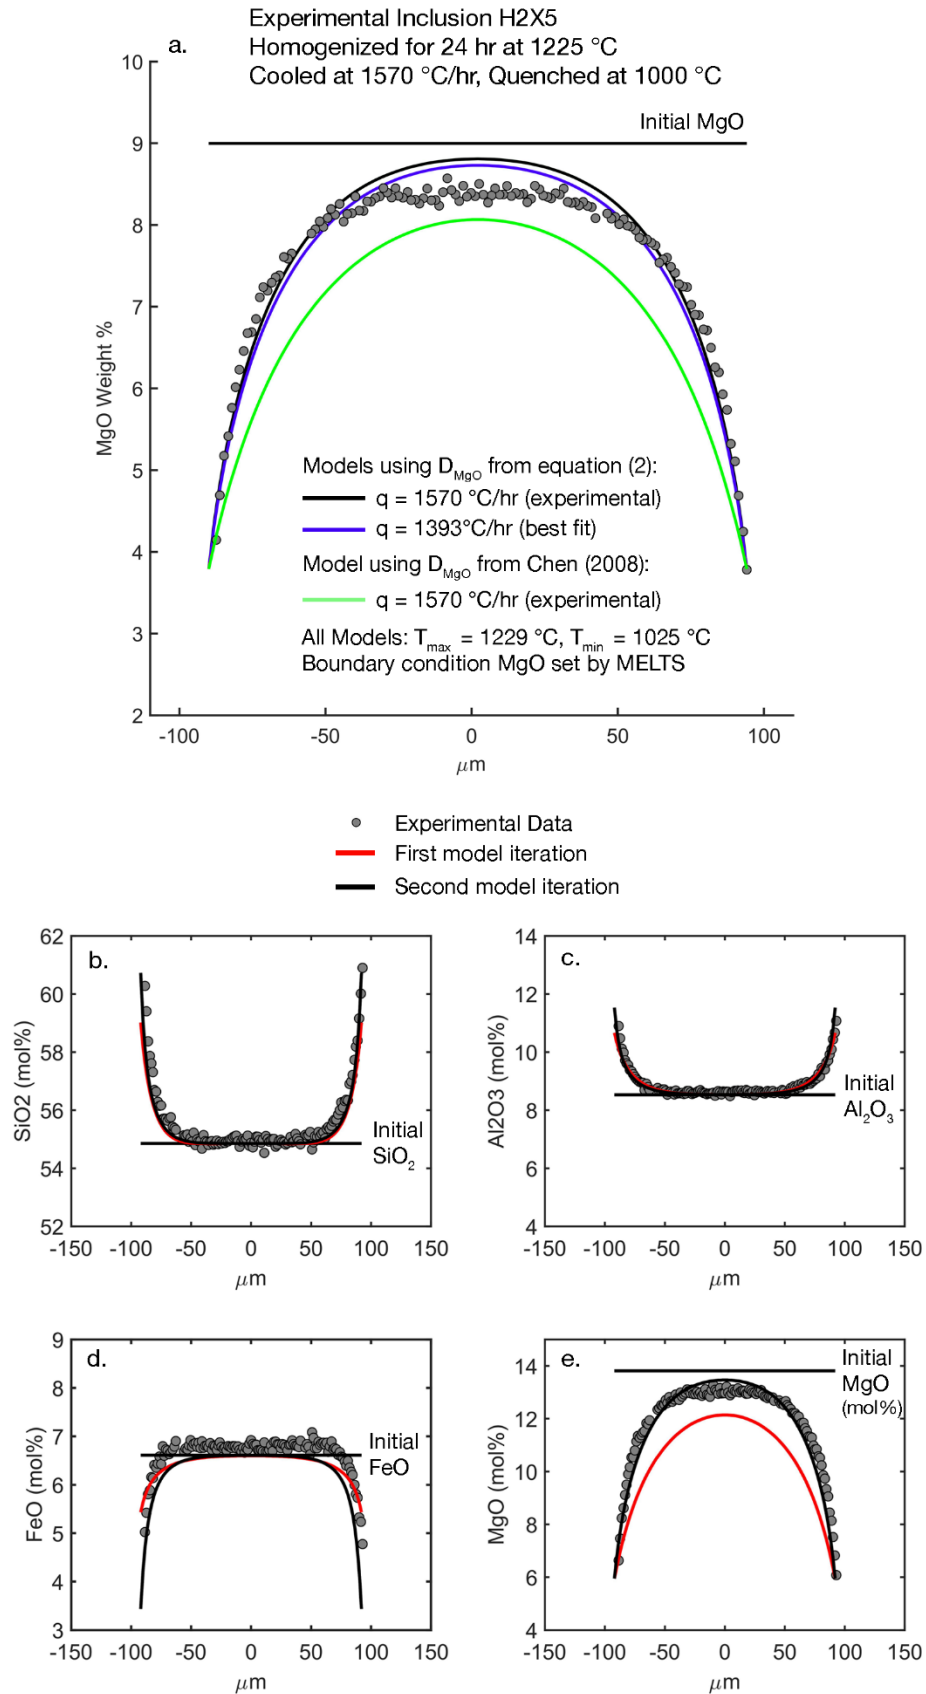 Experimental Inclusion H2X5
Homogenized for 24 hr at 1225 °C
Cooled at 1570 °C/hr, Quenched at 1000 °C
a.
10
9
8
7
6
5
4
3
2
MgO Weight %
Initial MgO
Models using D_MgO from equation (2):
q = 1570 °C/hr (experimental)
q = 1393°C/hr (best fit)
Model using D_MgO from Chen (2008):
q = 1570 °C/hr (experimental)
All Models: T_max = 1229 °C, T_min = 1025 °C
Boundary condition MgO set by MELTS
-100 -50 0 50 100
μm
Experimental Data
First model iteration
Second model iteration
b.
62
60
58
56
54
52
SiO2 (mol%)
Initial
SiO₂
-150 -100 -50 0 50 100 150
μm
c.
14
12
10
8
6
4
Al2O3 (mol%)
Initial
Al₂O₃
-150 -100 -50 0 50 100 150
μm
d.
9
8
7
6
5
4
3
FeO (mol%)
Initial
FeO
-150 -100 -50 0 50 100 150
μm
e.
14
12
10
8
6
4
MgO (mol%)
Initial
MgO
(mol%)
-150 -100 -50 0 50 100 150
μm